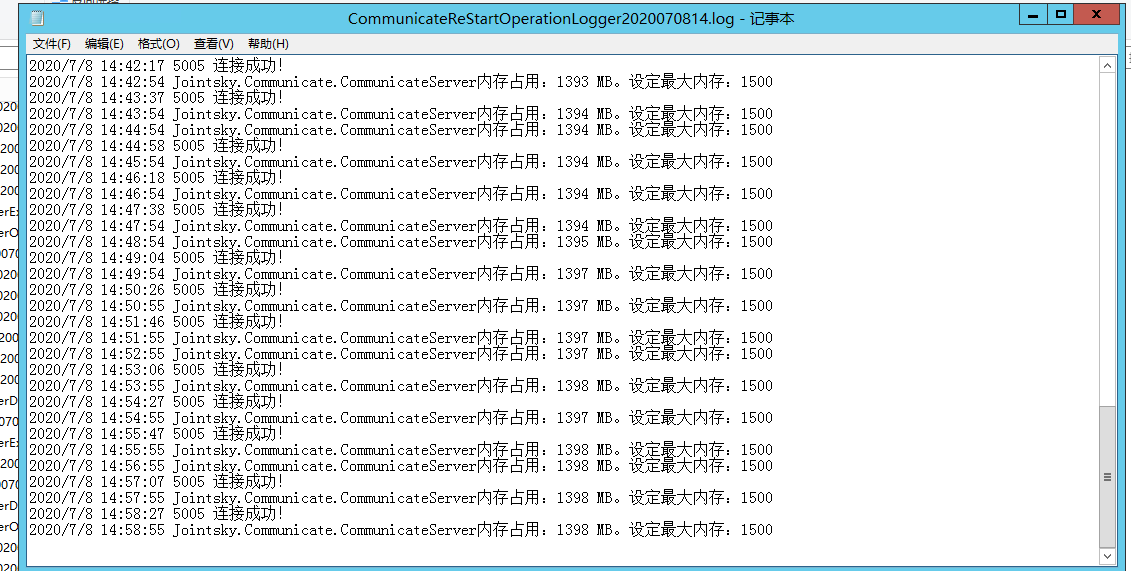 CommunicateReStartOperationLogger2020070814.log - 记事本
文件(F) 编辑(E) 格式(O) 查看(V) 帮助(H)
2020/7/8 14:42:17 5005 连接成功!
2020/7/8 14:42:54 Jointsky.Communicate.CommunicateServer内存占用：1393 MB。设定最大内存：1500
2020/7/8 14:43:37 5005 连接成功!
2020/7/8 14:43:54 Jointsky.Communicate.CommunicateServer内存占用：1394 MB。设定最大内存：1500
2020/7/8 14:44:54 Jointsky.Communicate.CommunicateServer内存占用：1394 MB。设定最大内存：1500
2020/7/8 14:44:58 5005 连接成功!
2020/7/8 14:45:54 Jointsky.Communicate.CommunicateServer内存占用：1394 MB。设定最大内存：1500
2020/7/8 14:46:18 5005 连接成功!
2020/7/8 14:46:54 Jointsky.Communicate.CommunicateServer内存占用：1394 MB。设定最大内存：1500
2020/7/8 14:47:38 5005 连接成功!
2020/7/8 14:47:54 Jointsky.Communicate.CommunicateServer内存占用：1394 MB。设定最大内存：1500
2020/7/8 14:48:54 Jointsky.Communicate.CommunicateServer内存占用：1395 MB。设定最大内存：1500
2020/7/8 14:49:04 5005 连接成功!
2020/7/8 14:49:54 Jointsky.Communicate.CommunicateServer内存占用：1397 MB。设定最大内存：1500
2020/7/8 14:50:26 5005 连接成功!
2020/7/8 14:50:55 Jointsky.Communicate.CommunicateServer内存占用：1397 MB。设定最大内存：1500
2020/7/8 14:51:46 5005 连接成功!
2020/7/8 14:51:55 Jointsky.Communicate.CommunicateServer内存占用：1397 MB。设定最大内存：1500
2020/7/8 14:52:55 Jointsky.Communicate.CommunicateServer内存占用：1397 MB。设定最大内存：1500
2020/7/8 14:53:06 5005 连接成功!
2020/7/8 14:53:55 Jointsky.Communicate.CommunicateServer内存占用：1398 MB。设定最大内存：1500
2020/7/8 14:54:27 5005 连接成功!
2020/7/8 14:54:55 Jointsky.Communicate.CommunicateServer内存占用：1397 MB。设定最大内存：1500
2020/7/8 14:55:47 5005 连接成功!
2020/7/8 14:55:55 Jointsky.Communicate.CommunicateServer内存占用：1398 MB。设定最大内存：1500
2020/7/8 14:56:55 Jointsky.Communicate.CommunicateServer内存占用：1398 MB。设定最大内存：1500
2020/7/8 14:57:07 5005 连接成功!
2020/7/8 14:57:55 Jointsky.Communicate.CommunicateServer内存占用：1398 MB。设定最大内存：1500
2020/7/8 14:58:27 5005 连接成功!
2020/7/8 14:58:55 Jointsky.Communicate.CommunicateServer内存占用：1398 MB。设定最大内存：1500